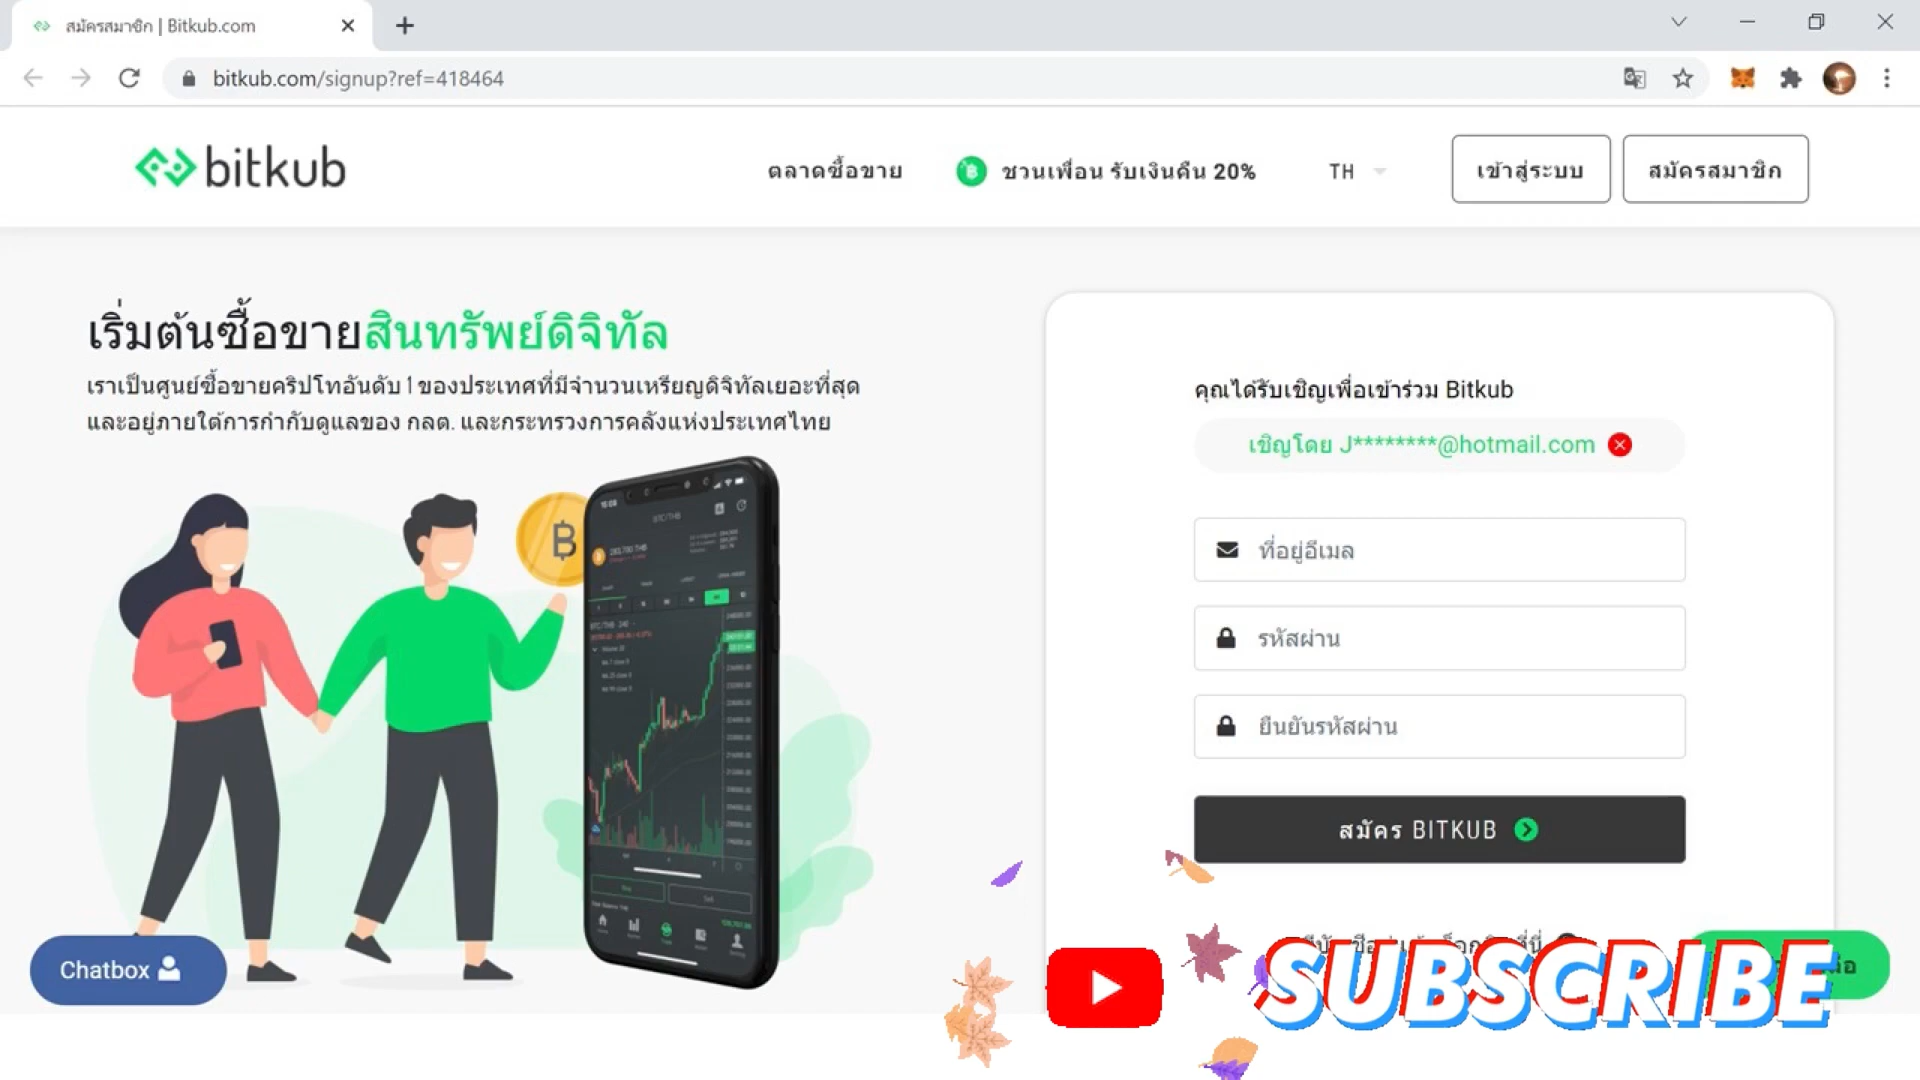 สมัครสมาชิก | Bitkub.com
bitkub.com/signup?ref=418464
bitkub
ตลาดซื้อขาย
ชวนเพื่อน รับเงินคืน 20%
TH
เข้าสู่ระบบ
สมัครสมาชิก
เริ่มต้นซื้อขายสินทรัพย์ดิจิทัล
เราเป็นศูนย์ซื้อขายคริปโทอันดับ 1 ของประเทศที่มีจำนวนเหรียญดิจิทัลเยอะที่สุด
และอยู่ภายใต้การกำกับดูแลของ กลต. และกระทรวงการคลังแห่งประเทศไทย
คุณได้รับเชิญเพื่อเข้าร่วม Bitkub
เชิญโดย J********@hotmail.com
ที่อยู่อีเมล
รหัสผ่าน
ยืนยันรหัสผ่าน
สมัคร BITKUB
BTC/THB
Chatbox
SUBSCRIBE